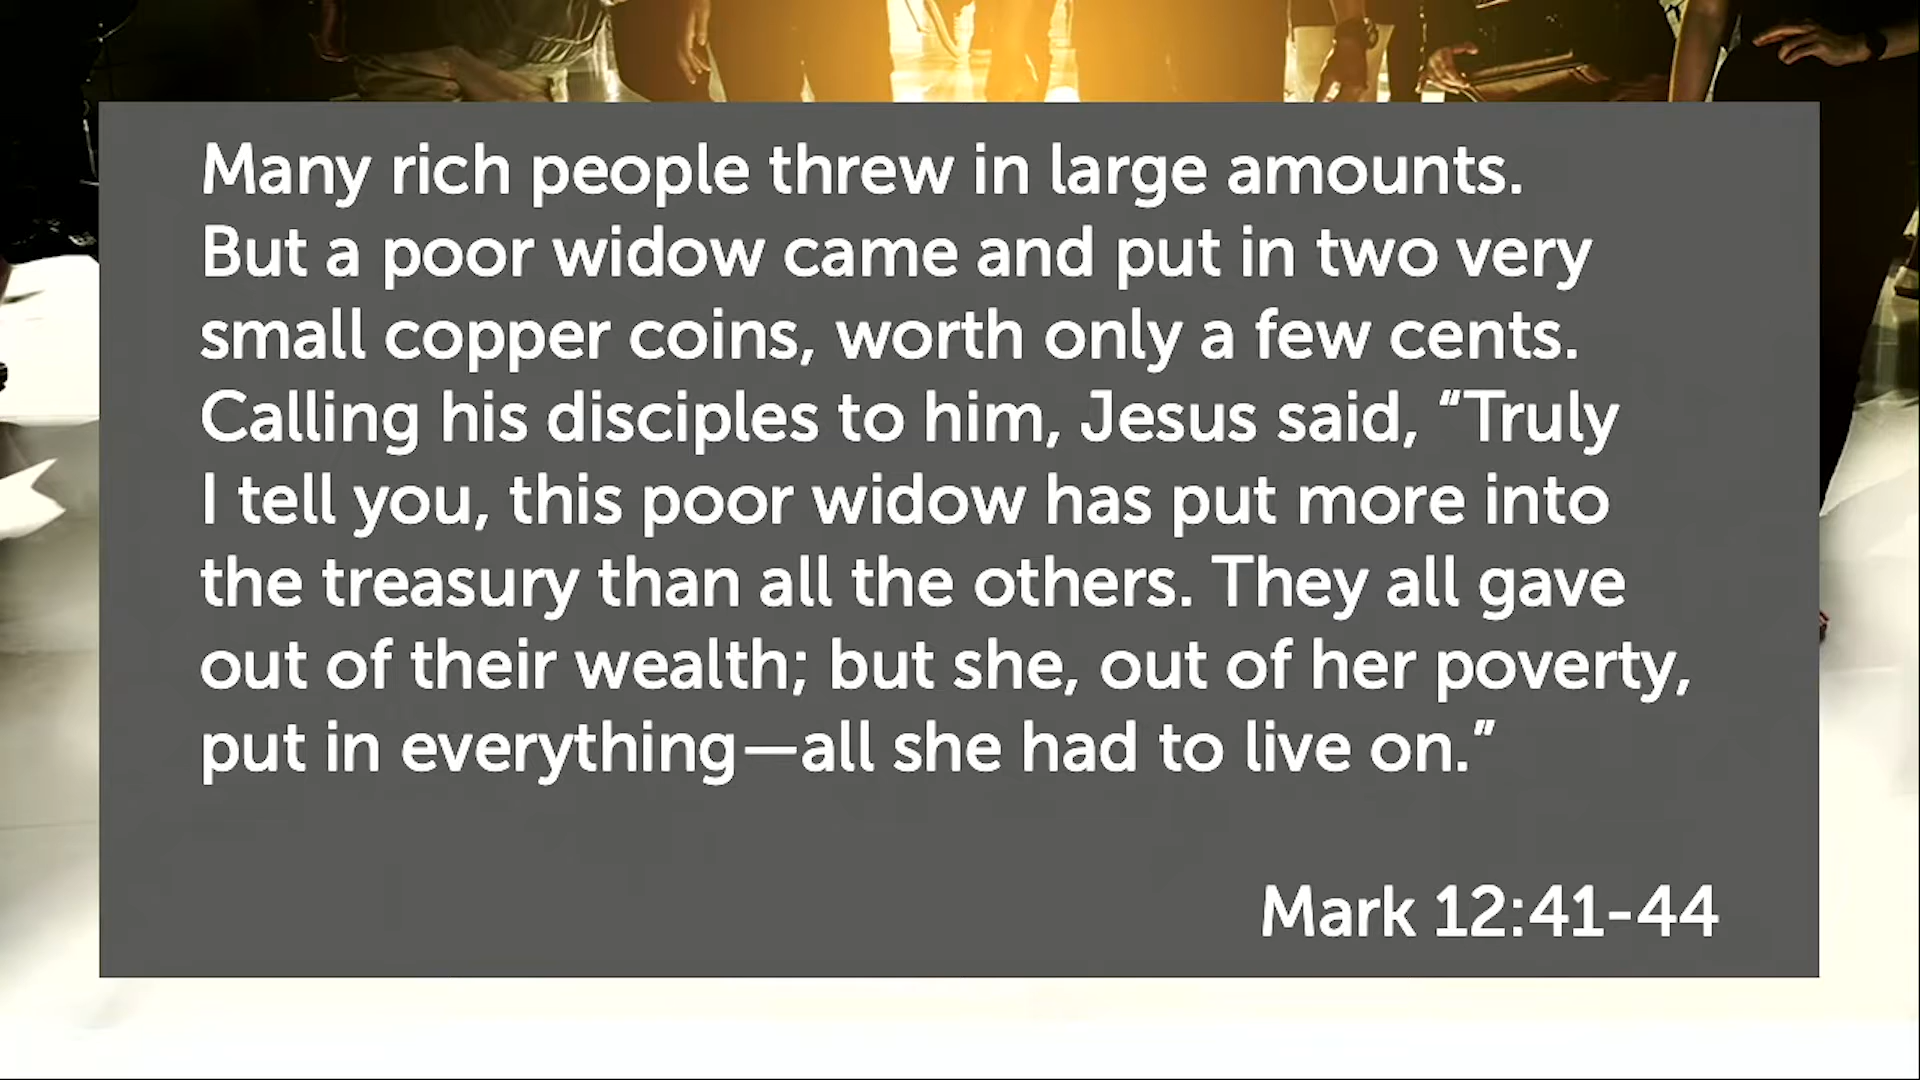 Many rich people threw in large amounts.
But a poor widow came and put in two very
small copper coins, worth only a few cents.
Calling his disciples to him, Jesus said, “Truly
I tell you, this poor widow has put more into
the treasury than all the others. They all gave
out of their wealth; but she, out of her poverty,
put in everything—all she had to live on.”
Mark 12:41-44